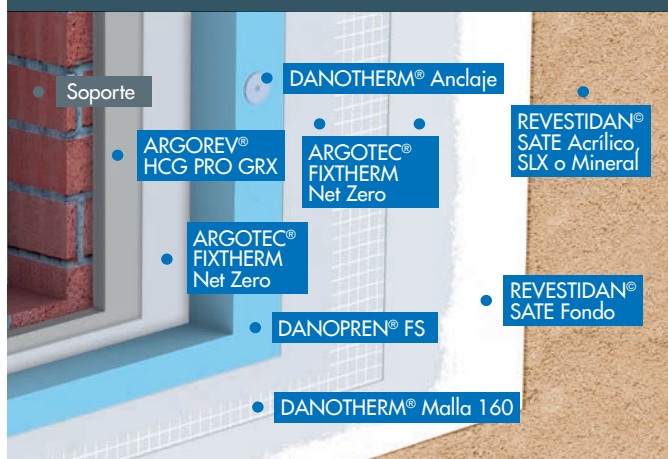 Soporte
DANOTHERM® Anclaje
ARGOREV®
HCG PRO GRX
ARGOTEC®
FIXTHERM
Net Zero
REVESTIDAN©
SATE Acrílico,
SLX o Mineral
ARGOTEC®
FIXTHERM
Net Zero
REVESTIDAN©
SATE Fondo
DANOPREN® FS
DANOTHERM® Malla 160